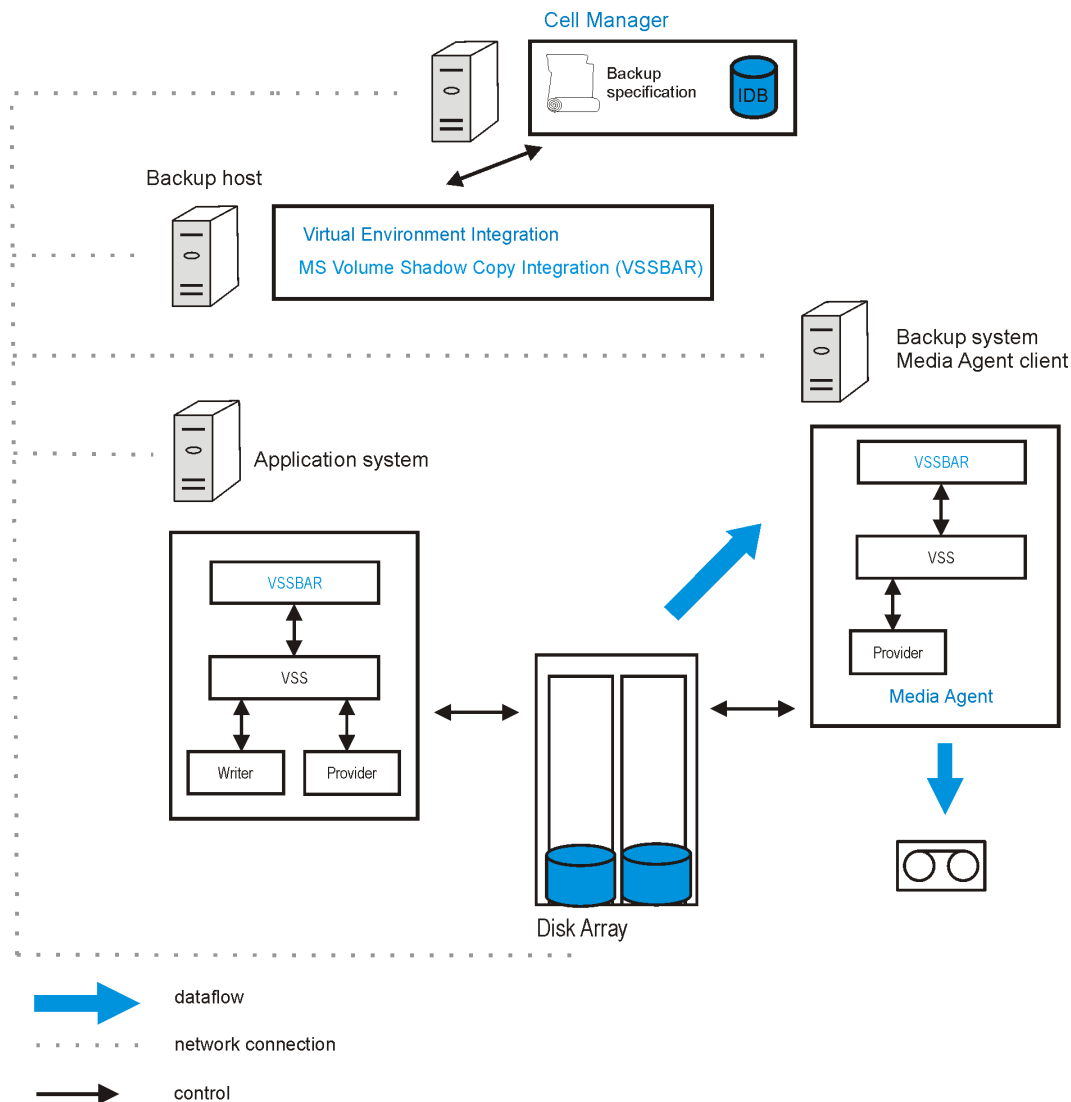 Cell Manager
Backup
specification
IDB
Backup host
Virtual Environment Integration
MS Volume Shadow Copy Integration (VSSBAR)
Backup system
Media Agent client
Application system
VSSBAR
VSS
Provider
Media Agent
VSSBAR
VSS
Writer
Provider
Disk Array
dataflow
network connection
control